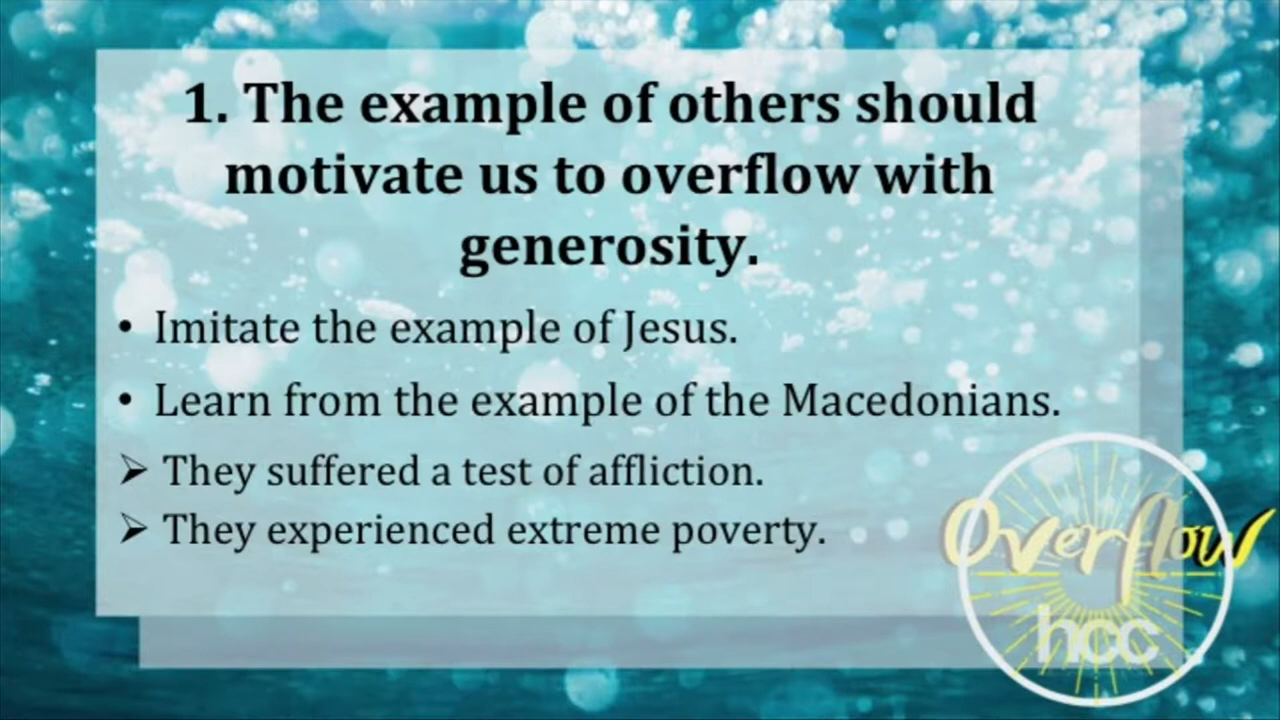 1. The example of others should
motivate us to overflow with
generosity.
• Imitate the example of Jesus.
• Learn from the example of the Macedonians.
➢ They suffered a test of affliction.
➢ They experienced extreme poverty.
Overflow
hcc